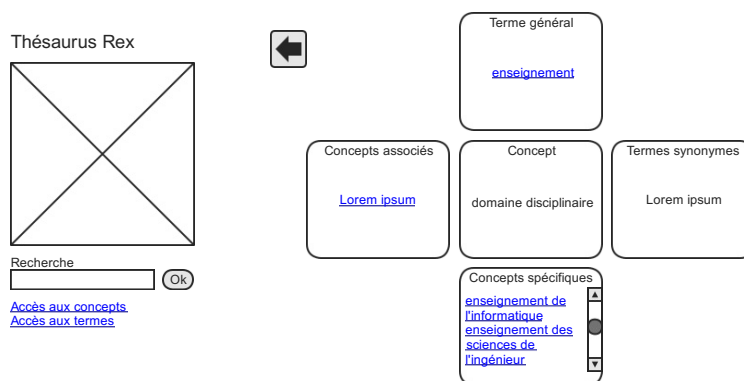 Thésaurus Rex
Recherche
Ok
Accès aux concepts
Accès aux termes
Terme général
enseignement
Concepts associés
Lorem ipsum
Concept
domaine disciplinaire
Termes synonymes
Lorem ipsum
Concepts spécifiques
enseignement de
l'informatique
enseignement des
sciences de
l'ingénieur